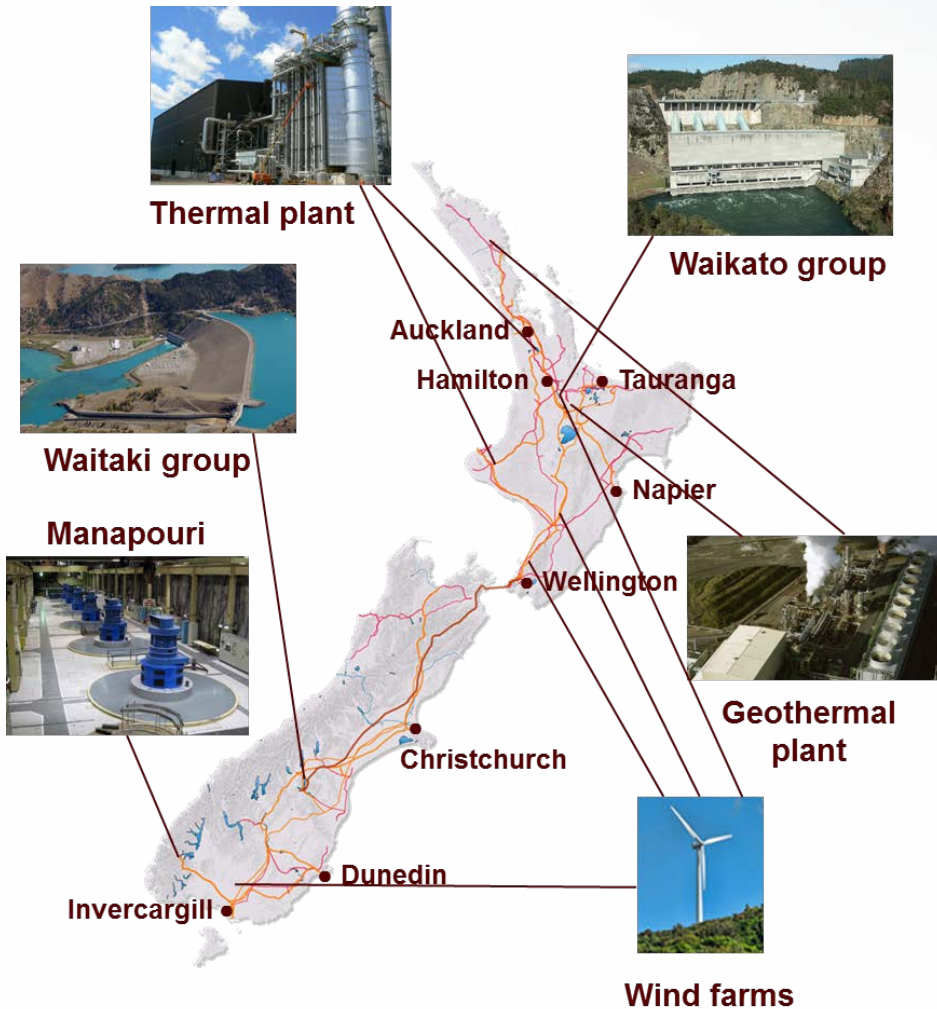 Thermal plant
Waikato group
Auckland
Hamilton
Tauranga
Waitaki group
Napier
Manapouri
Wellington
Geothermal
plant
Christchurch
Dunedin
Invercargill
Wind farms